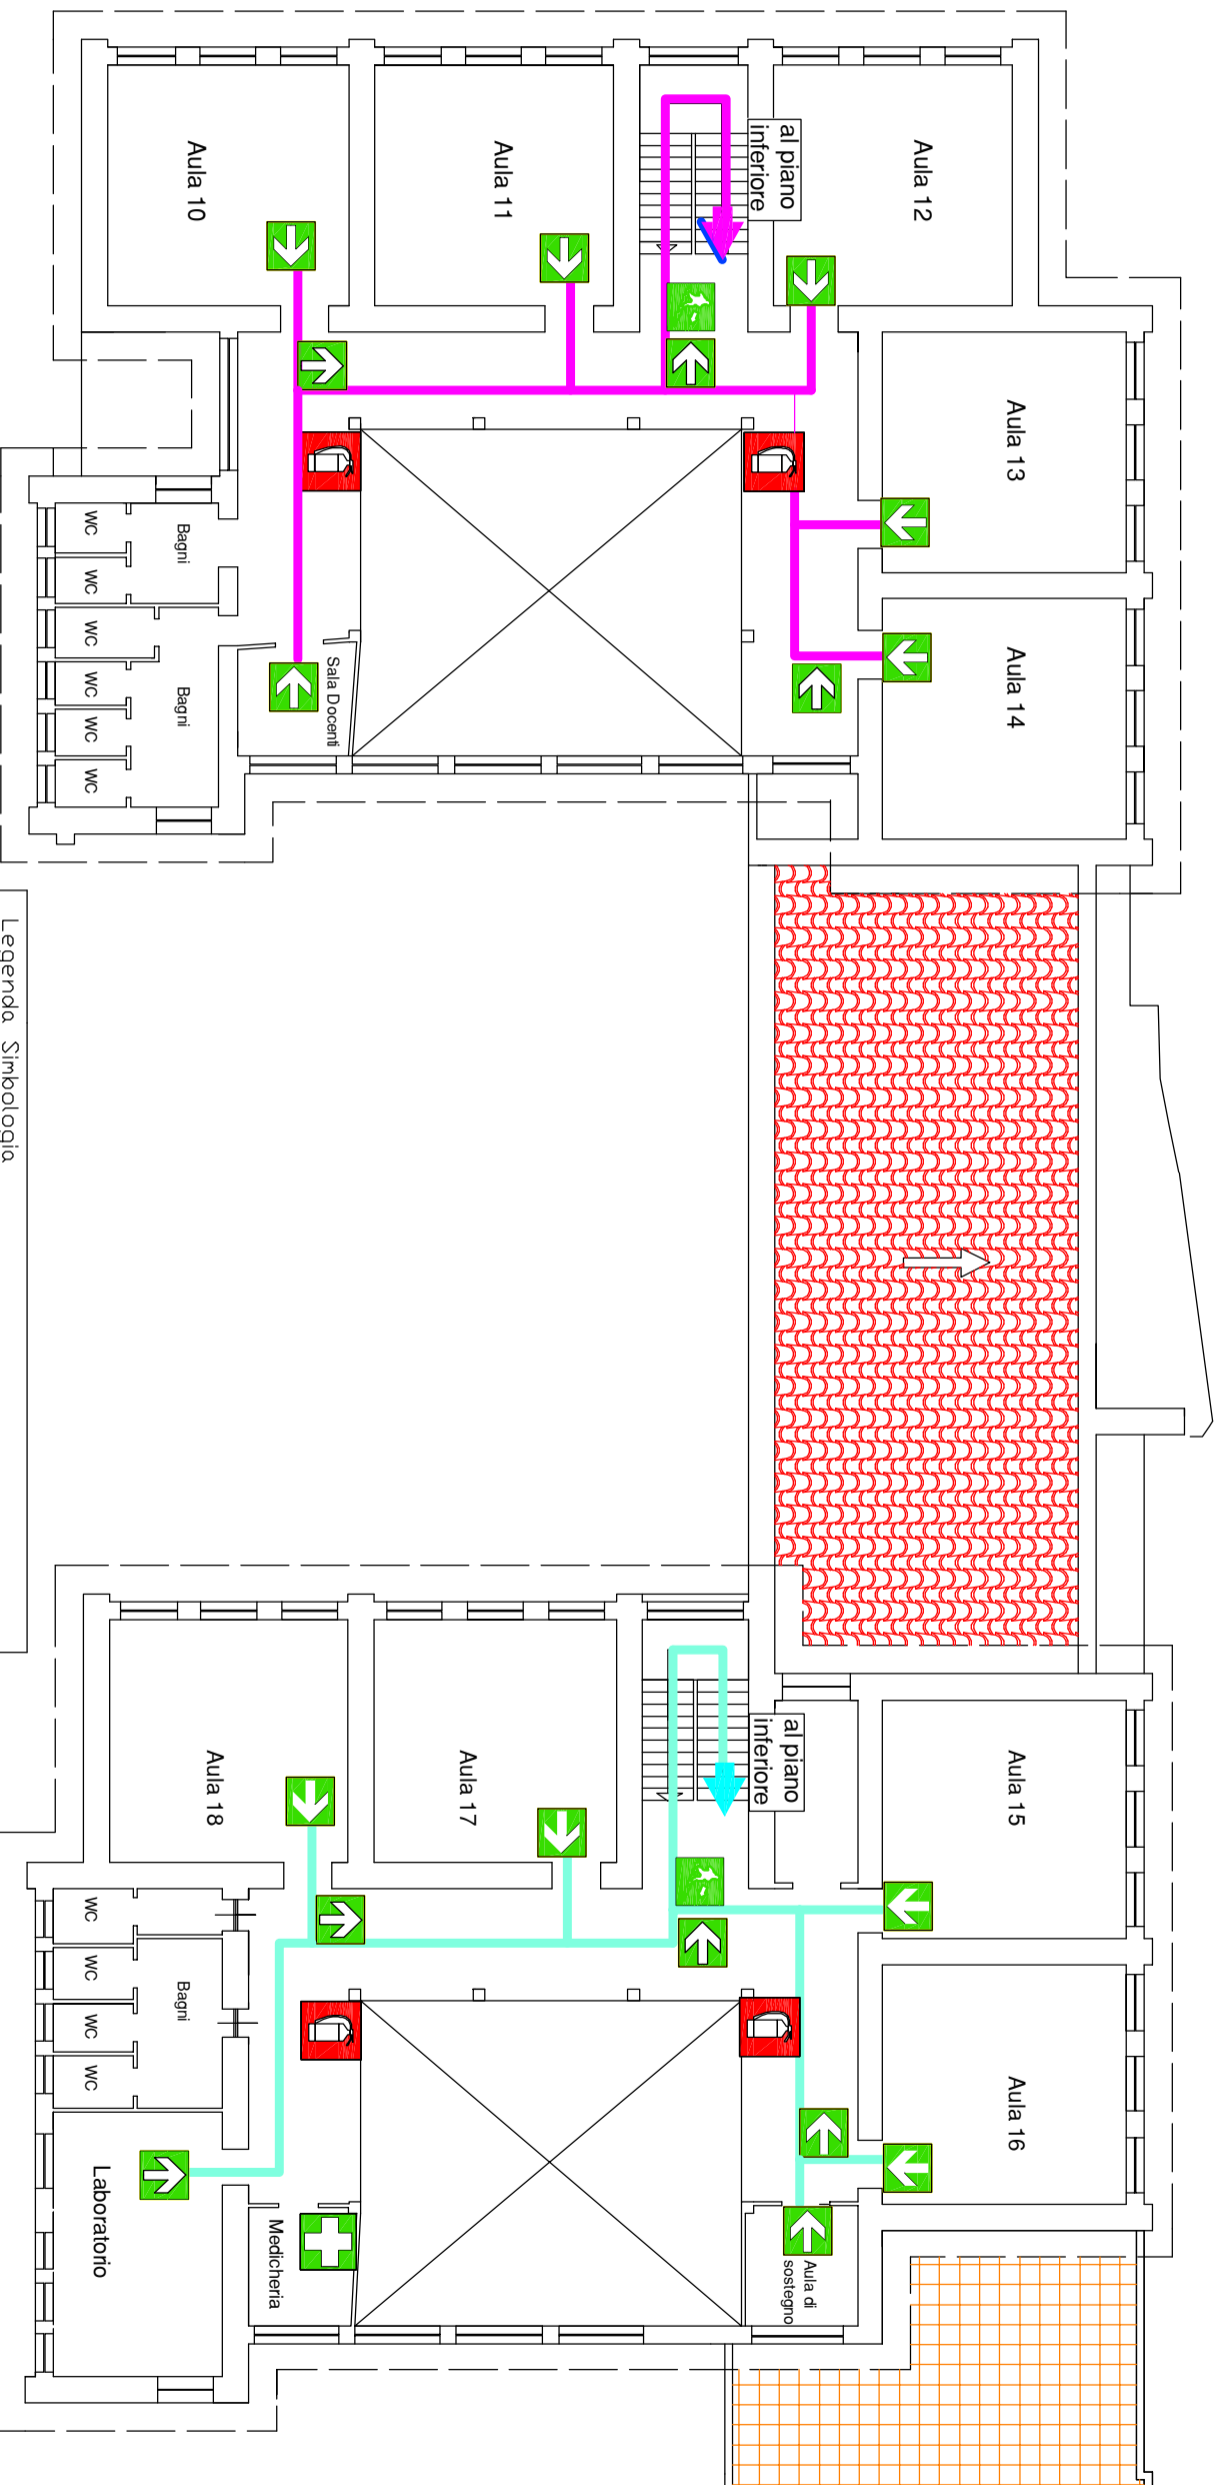 Aula 10
Aula 11
al piano
inferiore
Aula 12
Aula 13
Aula 14
WC
WC
WC
WC
WC
WC
Bagni
Bagni
Sala Docenti
Legenda Simbologia
Aula 18
Aula 17
al piano
inferiore
Aula 15
Aula 16
WC
WC
WC
WC
Bagni
Laboratorio
Medicheria
Aula di
sostegno